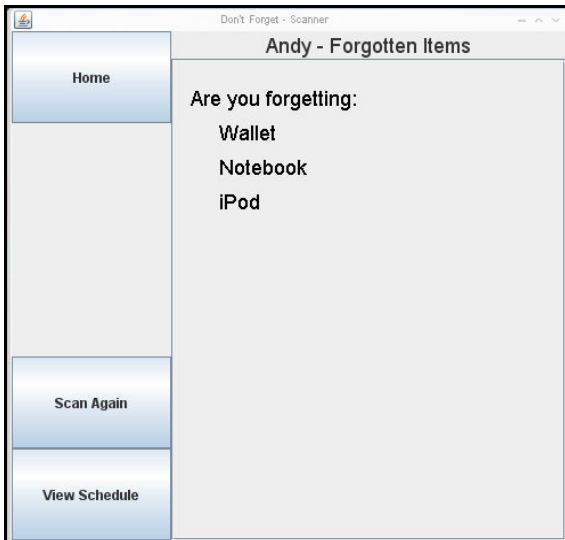 Don't Forget - Scanner
Andy - Forgotten Items
Home
Are you forgetting:
Wallet
Notebook
iPod
Scan Again
View Schedule